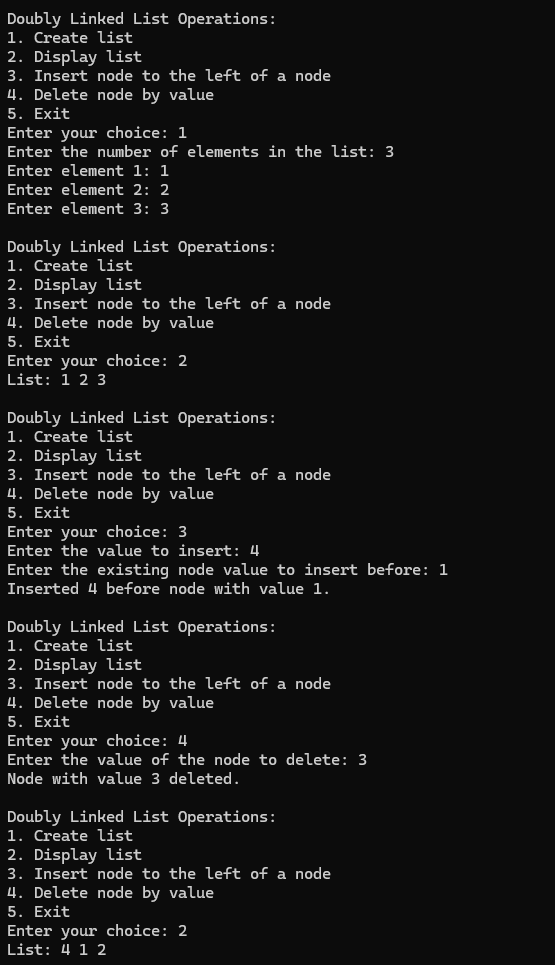 Doubly Linked List Operations:
1. Create list
2. Display list
3. Insert node to the left of a node
4. Delete node by value
5. Exit
Enter your choice: 1
Enter the number of elements in the list: 3
Enter element 1: 1
Enter element 2: 2
Enter element 3: 3

Doubly Linked List Operations:
1. Create list
2. Display list
3. Insert node to the left of a node
4. Delete node by value
5. Exit
Enter your choice: 2
List: 1 2 3

Doubly Linked List Operations:
1. Create list
2. Display list
3. Insert node to the left of a node
4. Delete node by value
5. Exit
Enter your choice: 3
Enter the value to insert: 4
Enter the existing node value to insert before: 1
Inserted 4 before node with value 1.

Doubly Linked List Operations:
1. Create list
2. Display list
3. Insert node to the left of a node
4. Delete node by value
5. Exit
Enter your choice: 4
Enter the value of the node to delete: 3
Node with value 3 deleted.

Doubly Linked List Operations:
1. Create list
2. Display list
3. Insert node to the left of a node
4. Delete node by value
5. Exit
Enter your choice: 2
List: 4 1 2